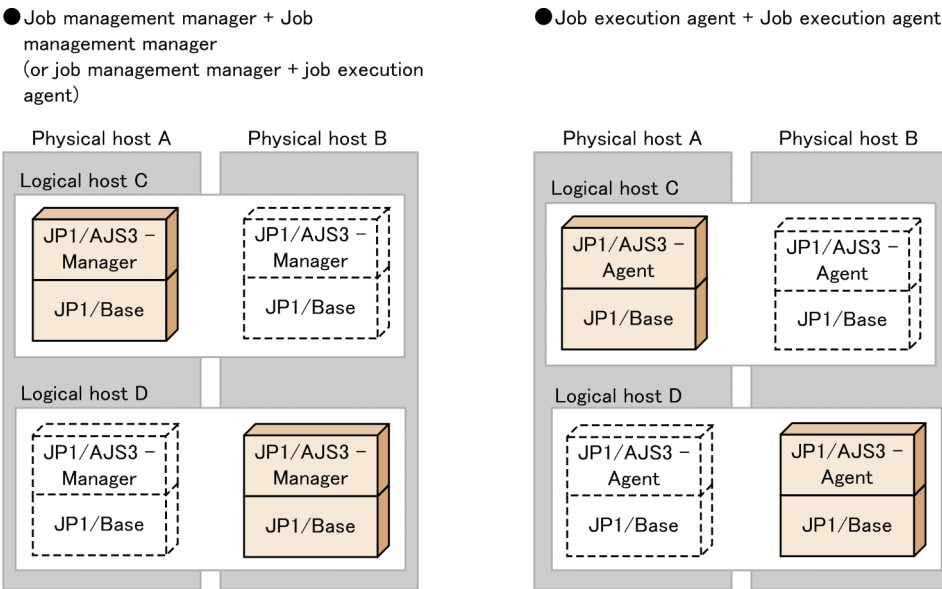 ●Job management manager + Job
management manager
(or job management manager + job execution
agent)
Physical host A
Physical host B
Logical host C
JP1/AJS3 -
Manager
JP1/Base
JP1/AJS3 -
Manager
JP1/Base
Logical host D
JP1/AJS3 -
Manager
JP1/Base
JP1/AJS3 -
Manager
JP1/Base
●Job execution agent + Job execution agent
Physical host A
Physical host B
Logical host C
JP1/AJS3 -
Agent
JP1/Base
JP1/AJS3 -
Agent
JP1/Base
Logical host D
JP1/AJS3 -
Agent
JP1/Base
JP1/AJS3 -
Agent
JP1/Base